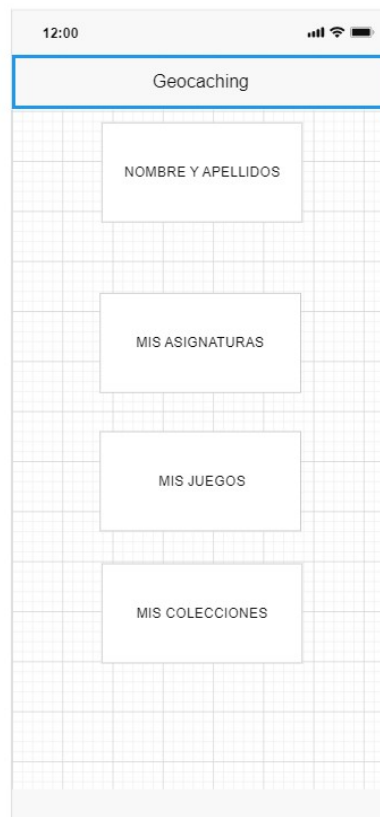 12:00
Geocaching
NOMBRE Y APELLIDOS
MIS ASIGNATURAS
MIS JUEGOS
MIS COLECCIONES